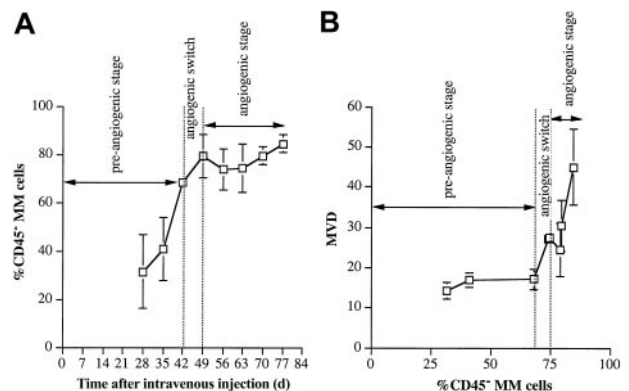 A
pre-angiogenic stage
angiogenic switch
angiogenic stage
100
80
60
40
20
0
%CD45⁻ MM cells
0 7 14 21 28 35 42 49 56 63 70 77 84
Time after intravenous injection (d)
B
pre-angiogenic stage
angiogenic switch
angiogenic stage
60
50
40
30
20
10
0
MVD
0 25 50 75 100
%CD45⁻ MM cells